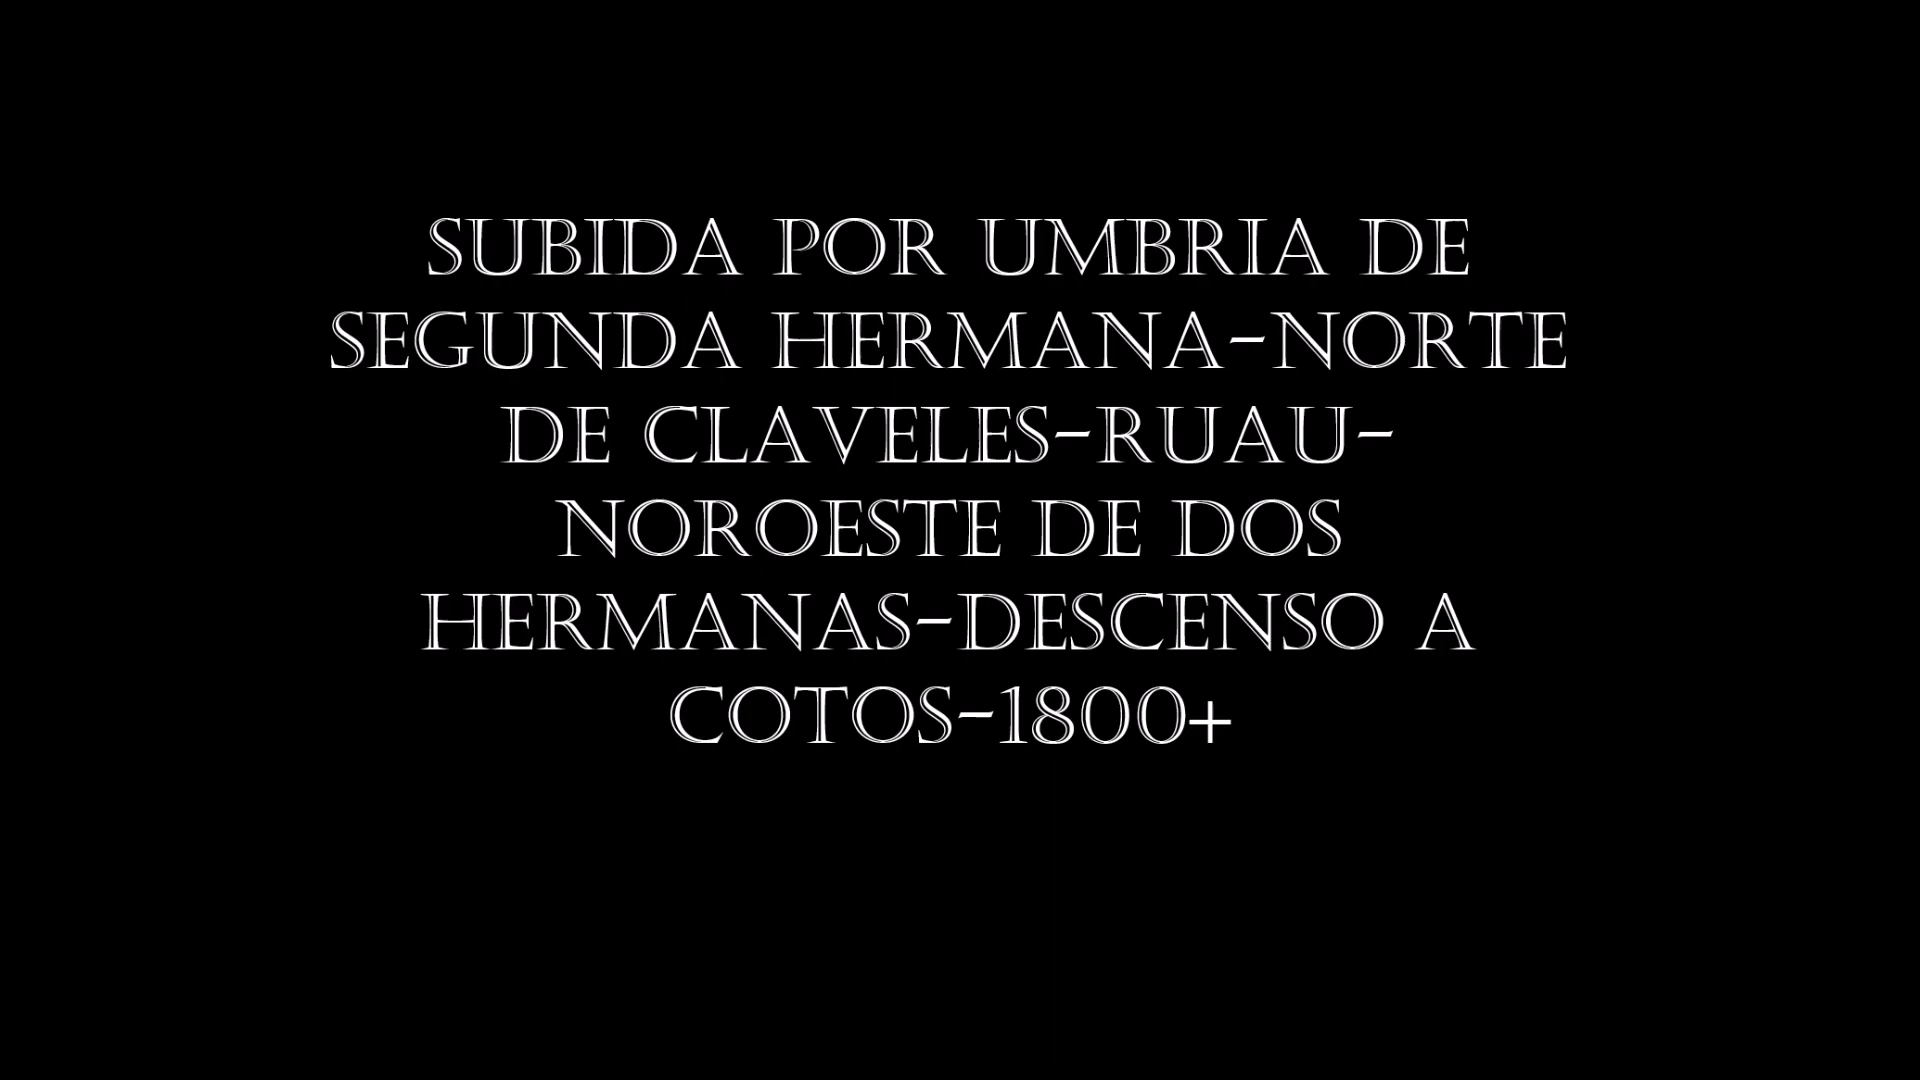 SUBIDA POR UMBRIA DE
SEGUNDA HERMANA-NORTE
DE CLAVELES-RUAU-
NOROESTE DE DOS
HERMANAS-DESCENSO A
COTOS-1800+